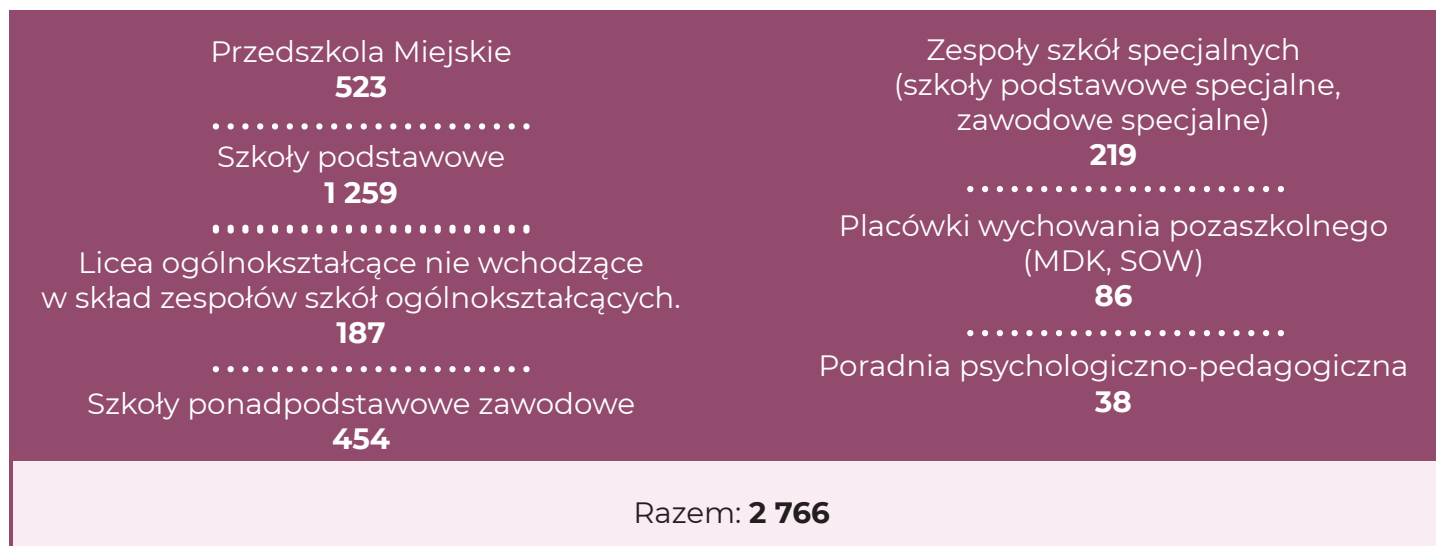 Przedszkola Miejskie
523
Szkoły podstawowe
1 259
Licea ogólnokształcące nie wchodzące
w skład zespołów szkół ogólnokształcących.
187
Szkoły ponadpodstawowe zawodowe
454
Zespoły szkół specjalnych
(szkoły podstawowe specjalne,
zawodowe specjalne)
219
Placówki wychowania pozaszkolnego
(MDK, SOW)
86
Poradnia psychologiczno-pedagogiczna
38
Razem: 2 766